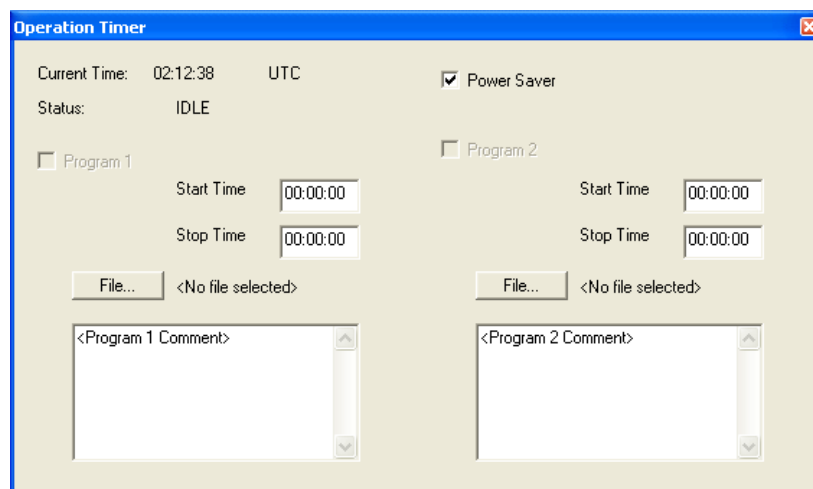 Operation Timer
Current Time: 02:12:38 UTC
Power Saver
Status: IDLE
Program 1
Program 2
Start Time 00:00:00
Start Time 00:00:00
Stop Time 00:00:00
Stop Time 00:00:00
File... <No file selected>
File... <No file selected>
<Program 1 Comment>
<Program 2 Comment>